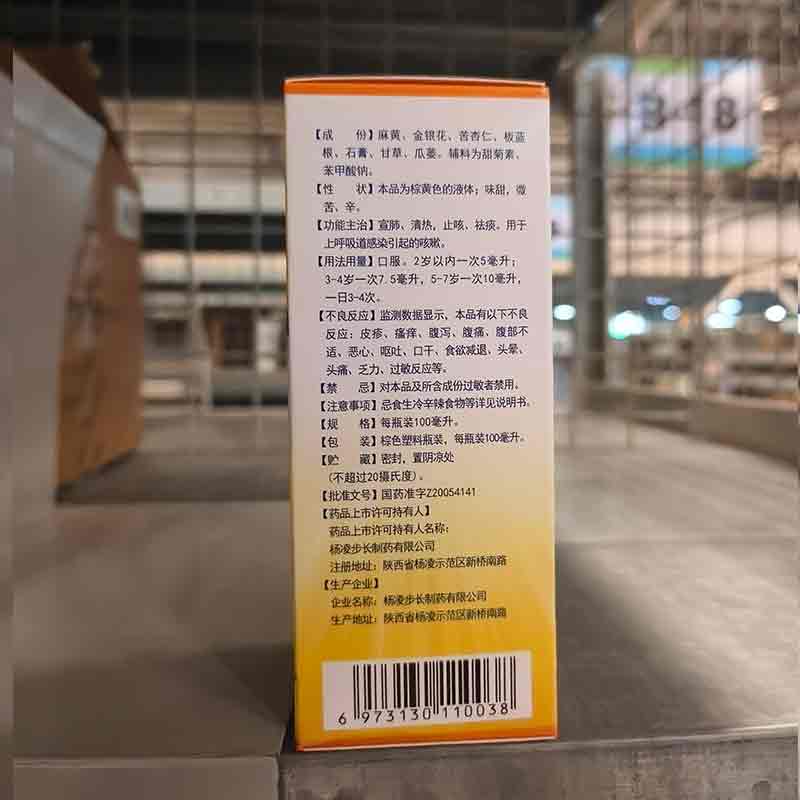 B-18
【成　份】麻黄、金银花、苦杏仁、板蓝
根、石膏、甘草、瓜蒌。辅料为甜菊素、
苯甲酸钠。
【性　状】本品为棕黄色的液体；味甜，微
苦、辛。
【功能主治】宣肺、清热，止咳、祛痰。用于
上呼吸道感染引起的咳嗽。
【用法用量】口服。2岁以内一次5毫升；
3-4岁一次7.5毫升，5-7岁一次10毫升，
一日3-4次。
【不良反应】监测数据显示，本品有以下不良
反应：皮疹、瘙痒、腹泻、腹痛、腹部不
适、恶心、呕吐、口干、食欲减退、头晕、
头痛、乏力、过敏反应等。
【禁　忌】对本品及所含成份过敏者禁用。
【注意事项】忌食生冷辛辣食物等详见说明书。
【规　格】每瓶装100毫升。
【包　装】棕色塑料瓶装，每瓶装100毫升。
【贮　藏】密封，置阴凉处
(不超过20摄氏度)。
【批准文号】国药准字Z20054141
【药品上市许可持有人】
药品上市许可持有人名称：
杨凌步长制药有限公司
注册地址：陕西省杨凌示范区新桥南路
【生产企业】
企业名称：杨凌步长制药有限公司
生产地址：陕西省杨凌示范区新桥南路
6 973130 110038